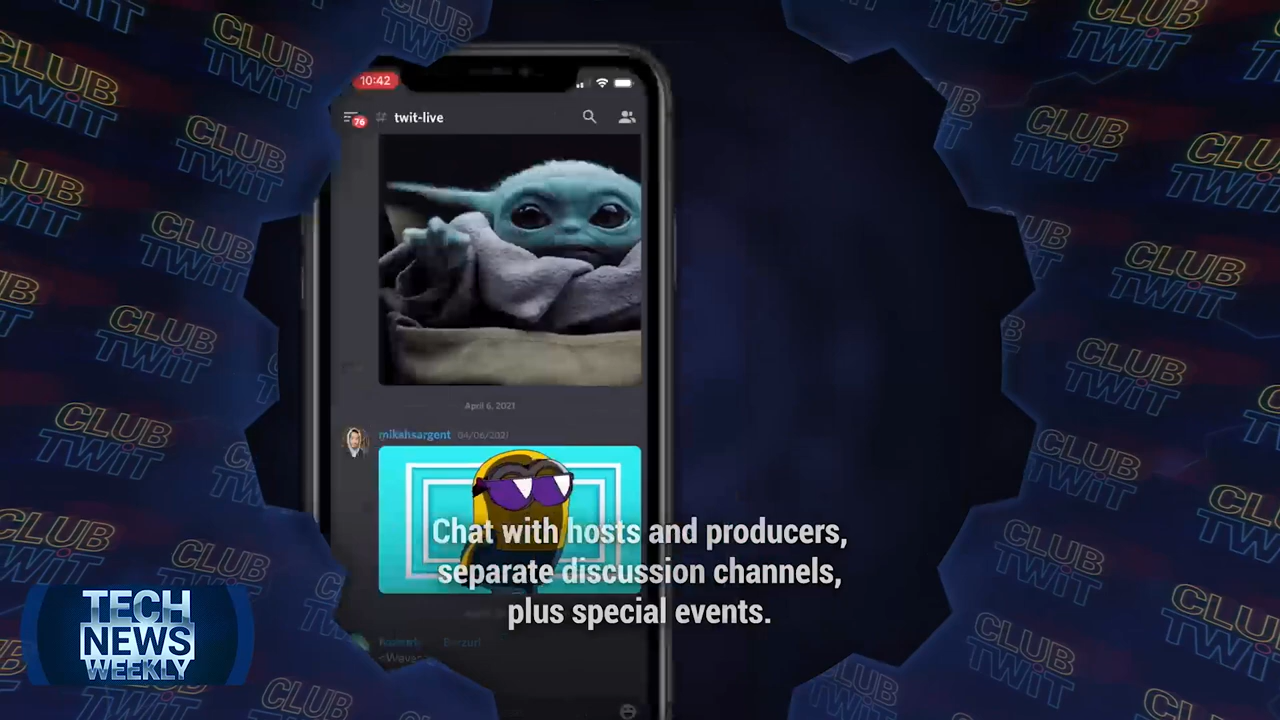 10:42
76
# twit-live
April 6, 2021
mikahsargent 04/06/2021
Chat with hosts and producers,
separate discussion channels,
plus special events.
TECH
NEWS
WEEKLY
CLUB
TWiT